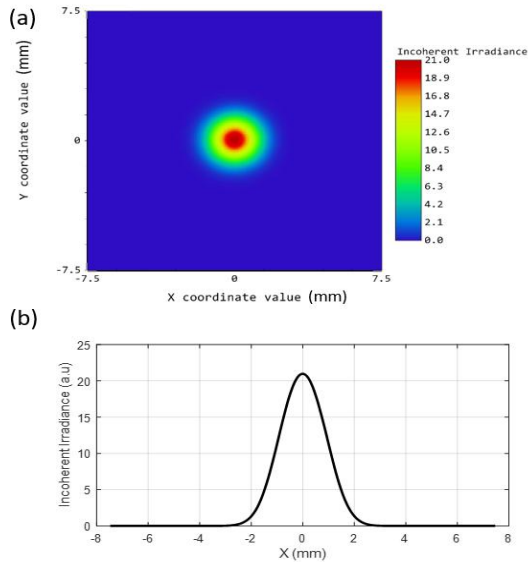 (a)
7.5
Y coordinate value (mm)
0
-7.5
-7.5 0 7.5
X coordinate value (mm)
Incoherent Irradiance
21.0
18.9
16.8
14.7
12.6
10.5
8.4
6.3
4.2
2.1
0.0
(b)
Incoherent Irradiance (a.u)
25
20
15
10
5
0
-8 -6 -4 -2 0 2 4 6 8
X (mm)